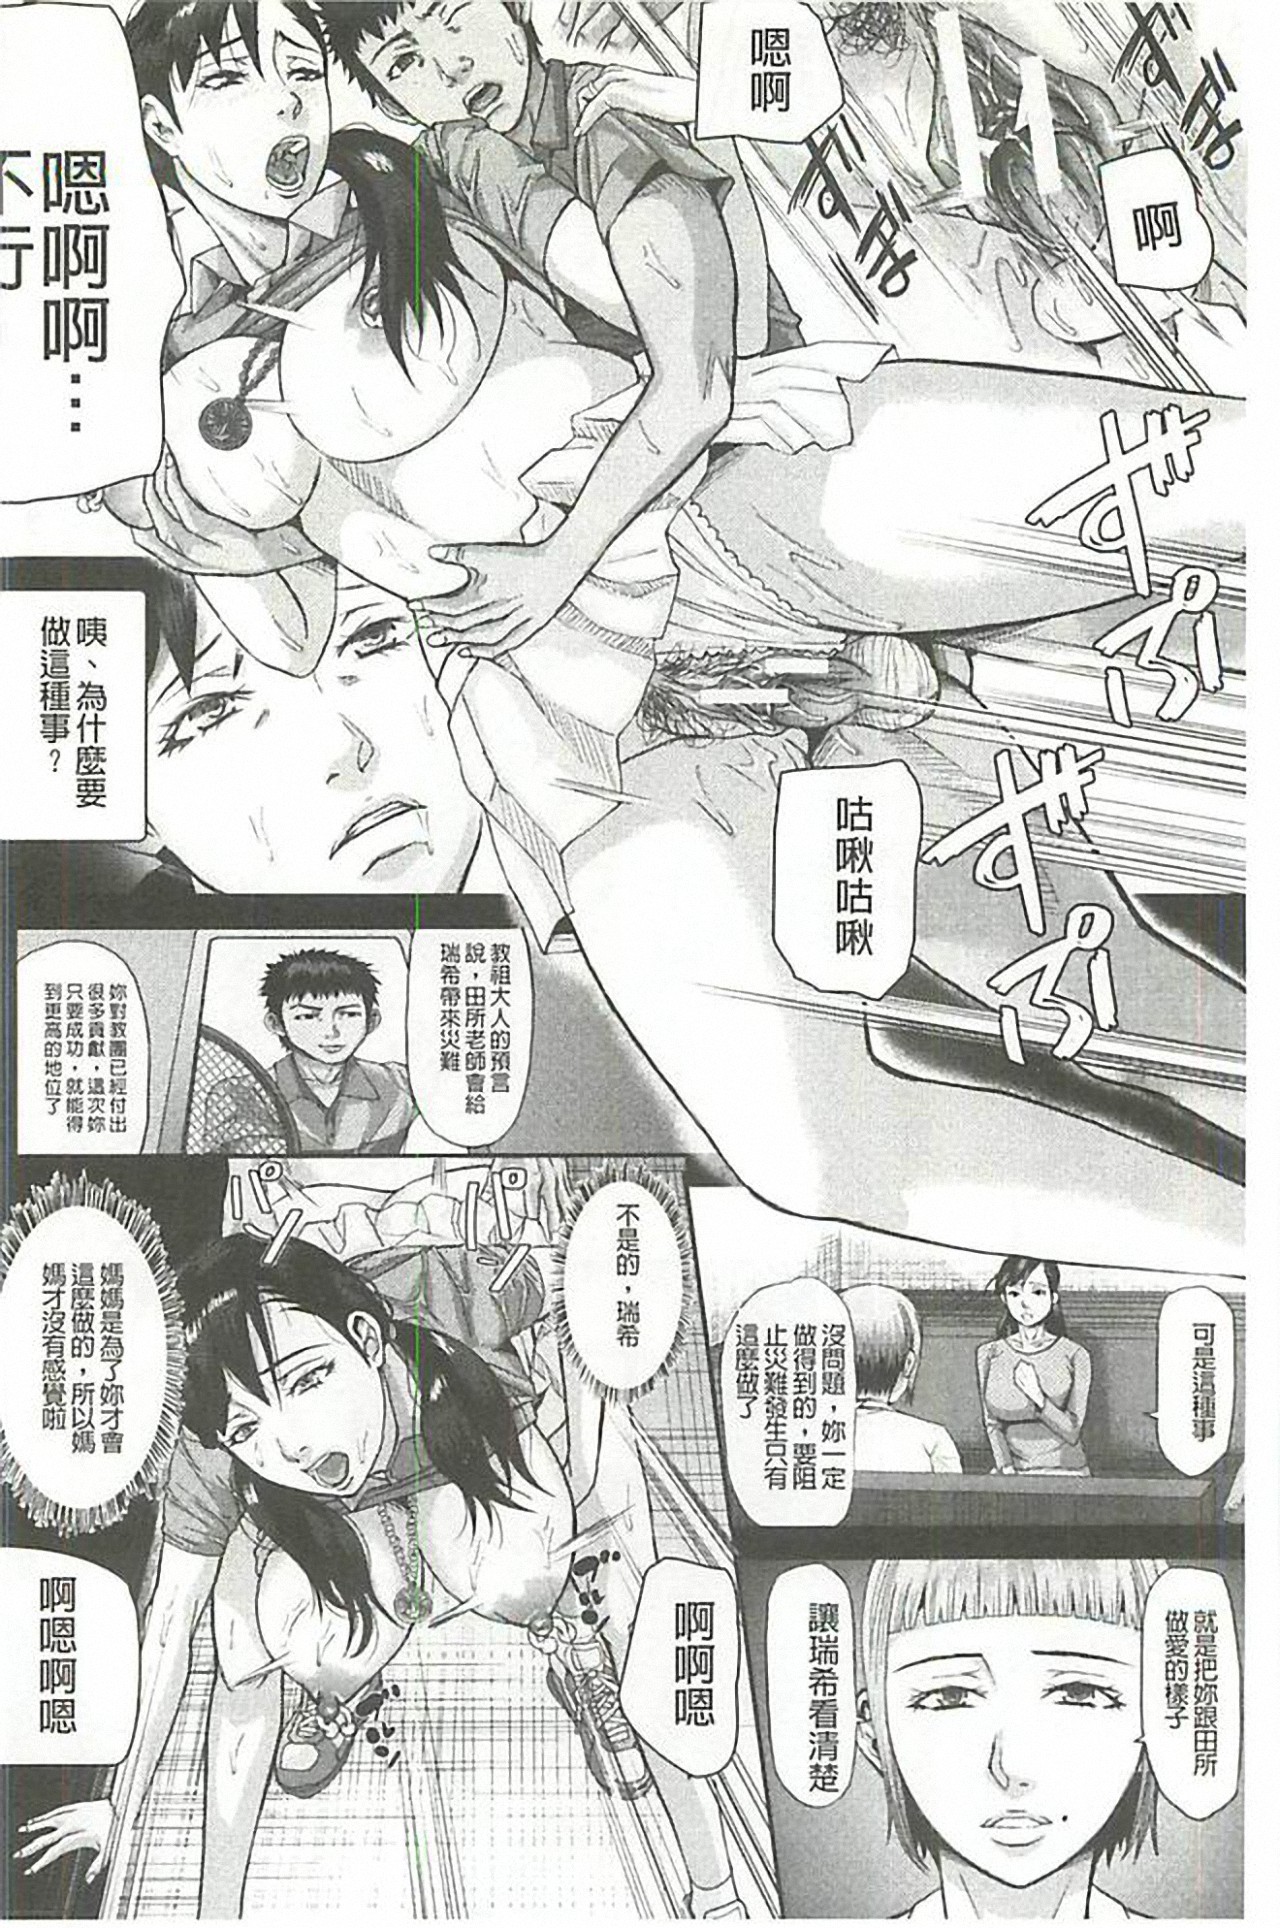 啊
嗯啊
嗯啊啊…
不行
ずぷ
ずぷ
咕啾咕啾
咦、為什麼要
做這種事？
教祖大人的預言
說，田所老師會給
瑞希帶來災難
妳對教團已經付出
很多貢獻，這次妳
只要成功，就能得
到更高的地位了
可是這種事
沒問題，妳一定
做得到的，要阻
止災難發生只有
這麼做了
就是把妳跟田所
做愛的樣子
讓瑞希看清楚
不是的，瑞希
媽媽是為了妳才會
這麼做的，所以媽
媽才沒有感覺啦
啊啊嗯
啊嗯啊嗯